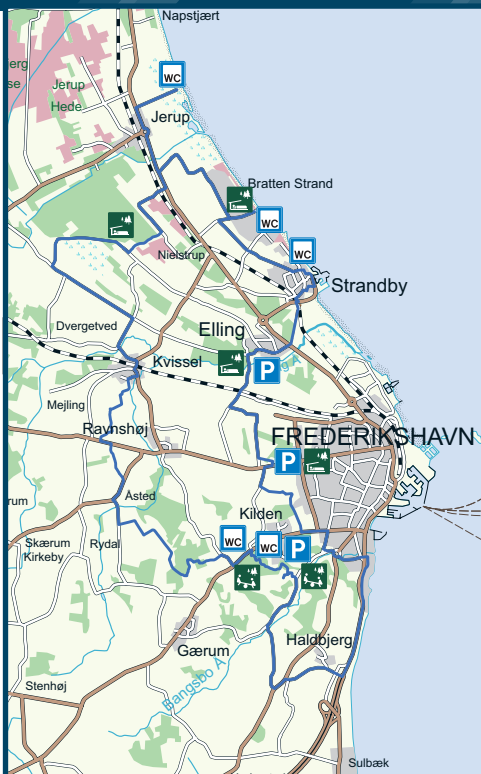 Napstjært
WC
Jerup
Hede
Jerup
Bratten Strand
WC
WC
Nielstrup
Strandby
Dvergetved
Elling
Kvissel
P
Mejling
Ravnshøj
FREDERIKSHAVN
P
Åsted
Kilden
Skærum
Kirkeby
Rydal
WC
WC
P
Gærum
Haldbjerg
Bangsbo Å
Stenhøj
Sulbæk